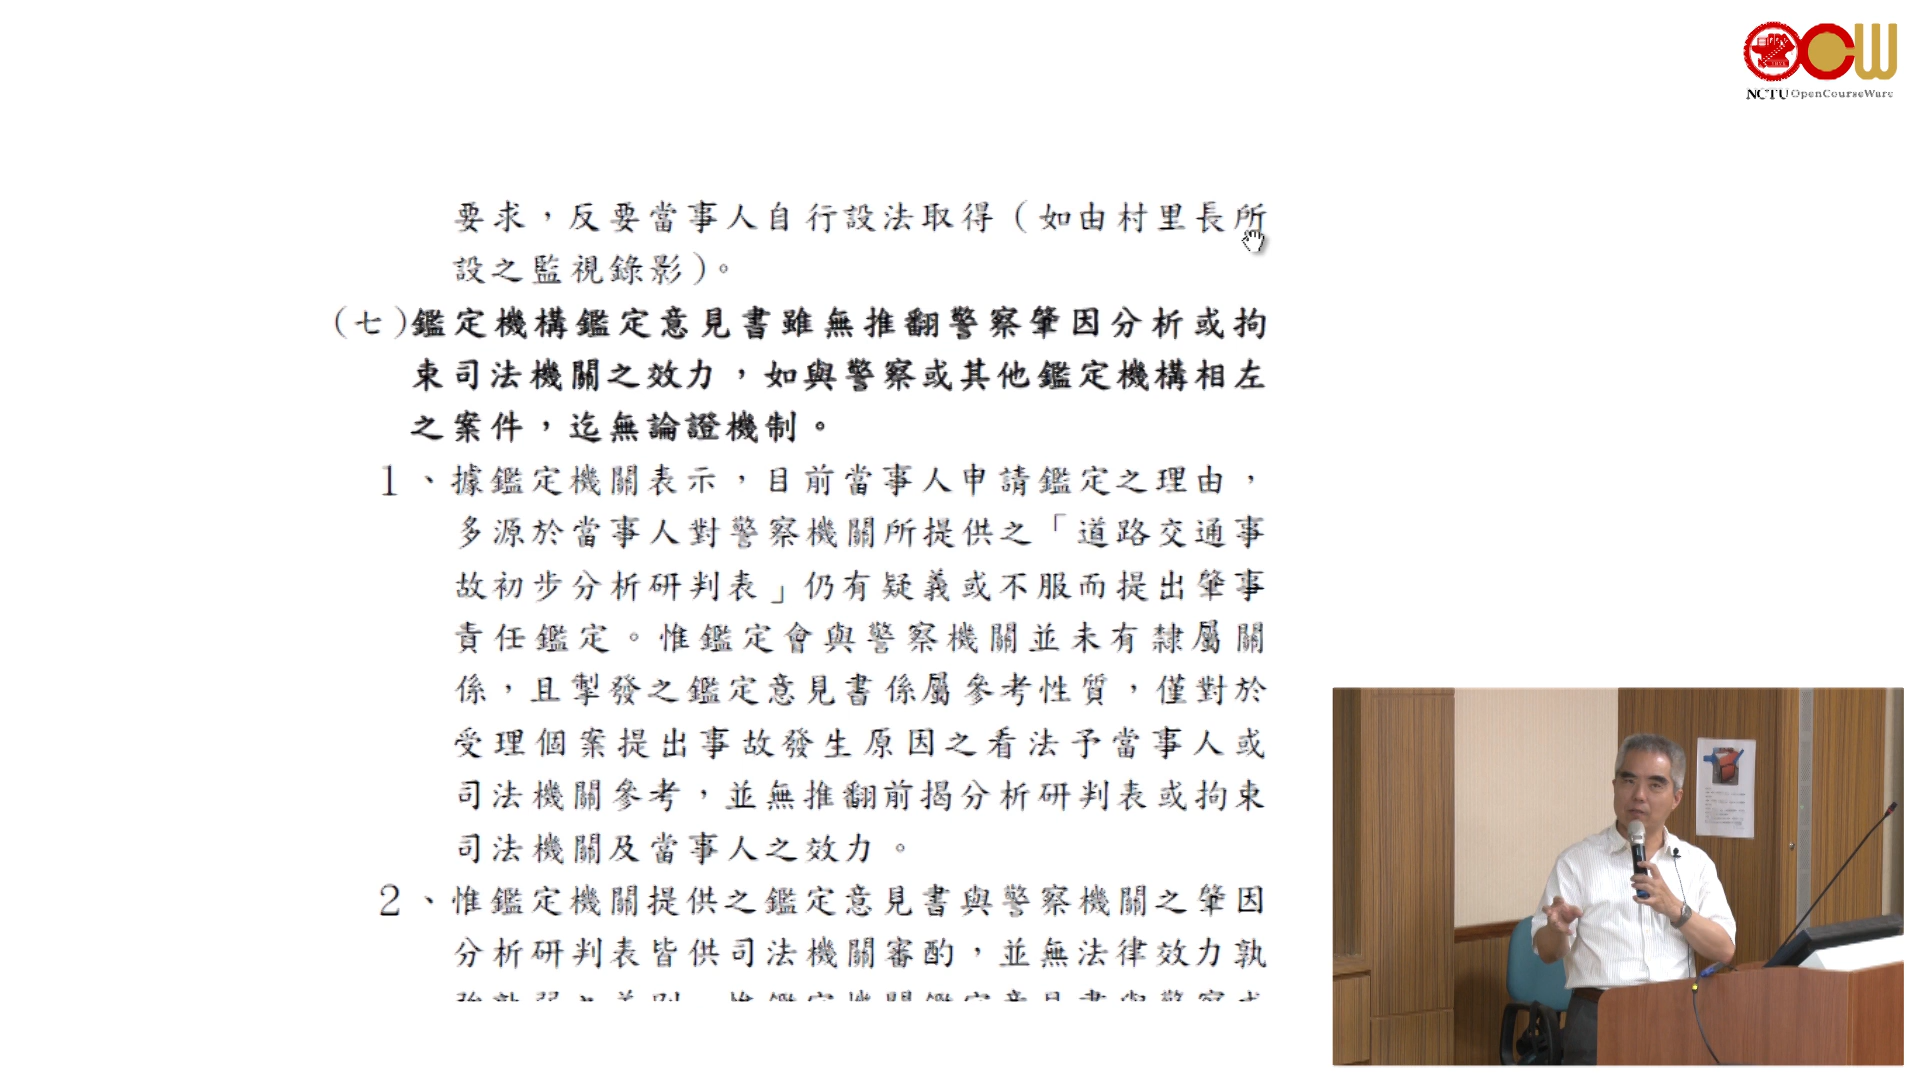 NCTU OpenCourseWare
要求，反要當事人自行設法取得（如由村里長所
設之監視錄影）。
（七）鑑定機構鑑定意見書雖無推翻警察肇因分析或拘
束司法機關之效力，如與警察或其他鑑定機構相左
之案件，迄無論證機制。
1、據鑑定機關表示，目前當事人申請鑑定之理由，
多源於當事人對警察機關所提供之「道路交通事
故初步分析研判表」仍有疑義或不服而提出肇事
責任鑑定。惟鑑定會與警察機關並未有隸屬關
係，且掣發之鑑定意見書係屬參考性質，僅對於
受理個案提出事故發生原因之看法予當事人或
司法機關參考，並無推翻前揭分析研判表或拘束
司法機關及當事人之效力。
2、惟鑑定機關提供之鑑定意見書與警察機關之肇因
分析研判表皆供司法機關審酌，並無法律效力孰